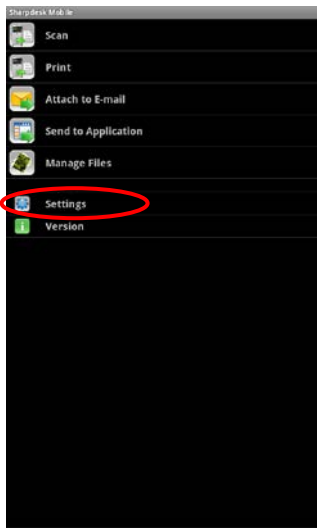 Sharpdesk Mobile
Scan
Print
Attach to E-mail
Send to Application
Manage Files
Settings
Version